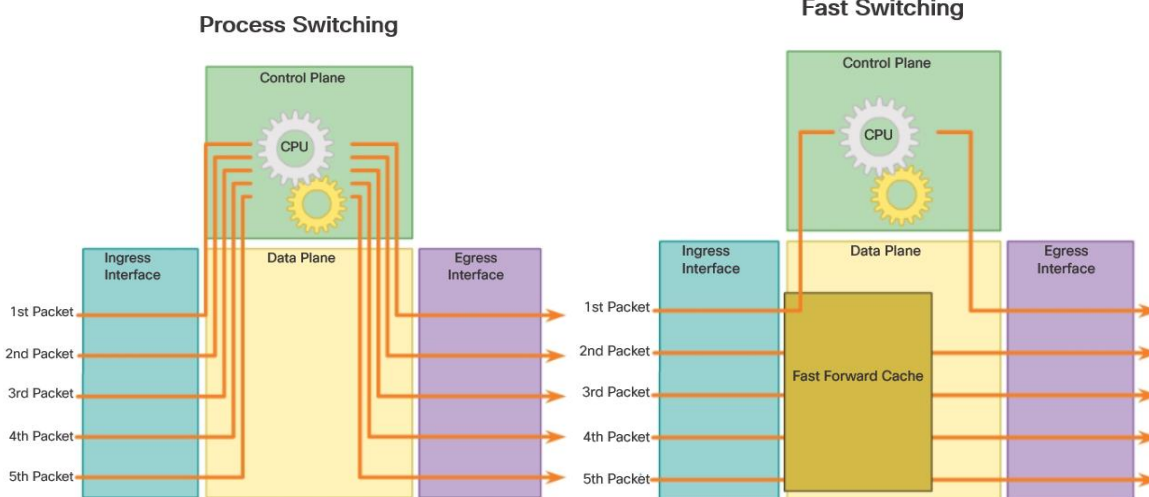 Process Switching
Control Plane
CPU
Ingress
Interface
Data Plane
Egress
Interface
1st Packet
2nd Packet
3rd Packet
4th Packet
5th Packet
Fast Switching
Control Plane
CPU
Ingress
Interface
Data Plane
Egress
Interface
1st Packet
2nd Packet
Fast Forward Cache
3rd Packet
4th Packet
5th Packet